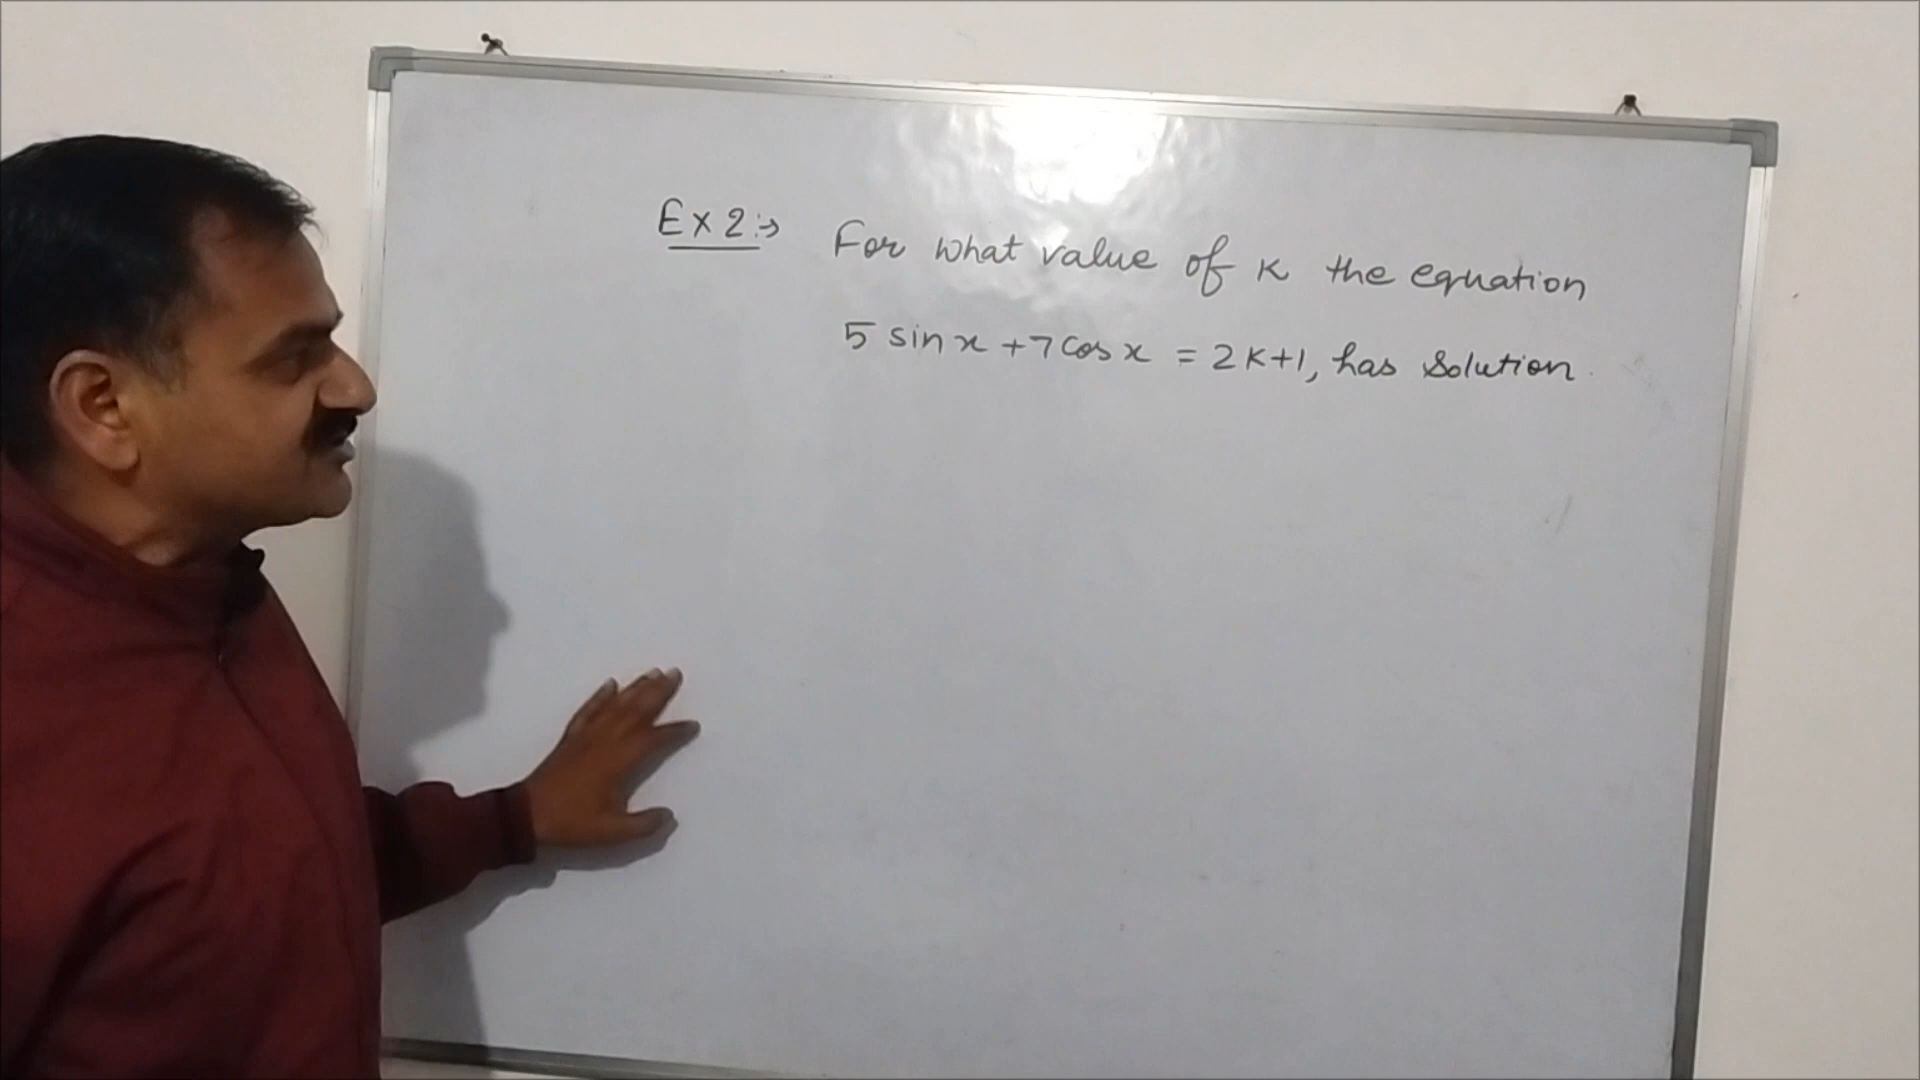 Ex 2:→ For what value of K the equation
5 sin x + 7 cos x = 2K+1, has Solution.